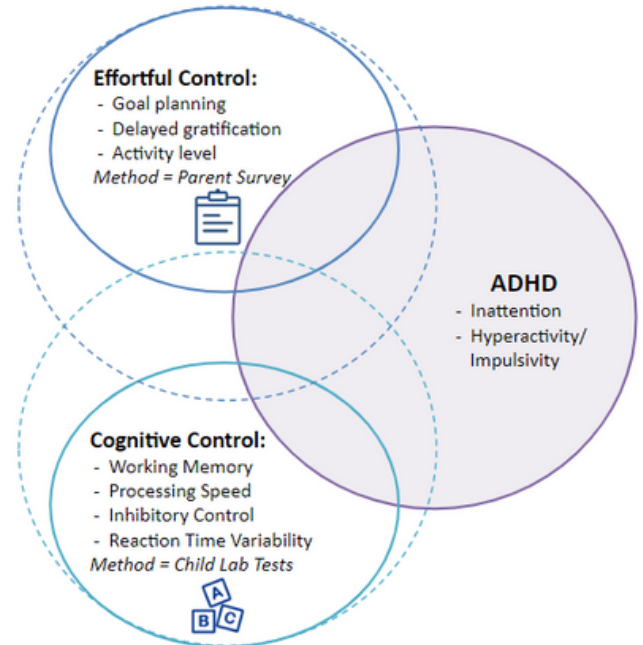 Effortful Control:
- Goal planning
- Delayed gratification
- Activity level
Method = Parent Survey
ADHD
- Inattention
- Hyperactivity/
Impulsivity
Cognitive Control:
- Working Memory
- Processing Speed
- Inhibitory Control
- Reaction Time Variability
Method = Child Lab Tests
A
B C